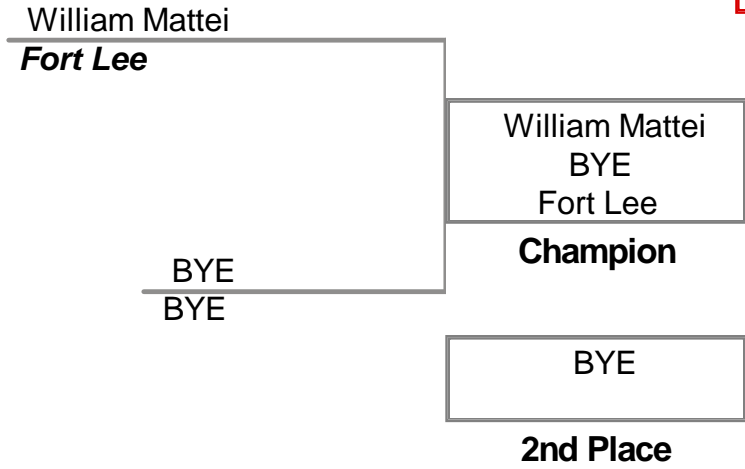 William Mattei
Fort Lee
William Mattei
BYE
Fort Lee
Champion
BYE
BYE
BYE
2nd Place